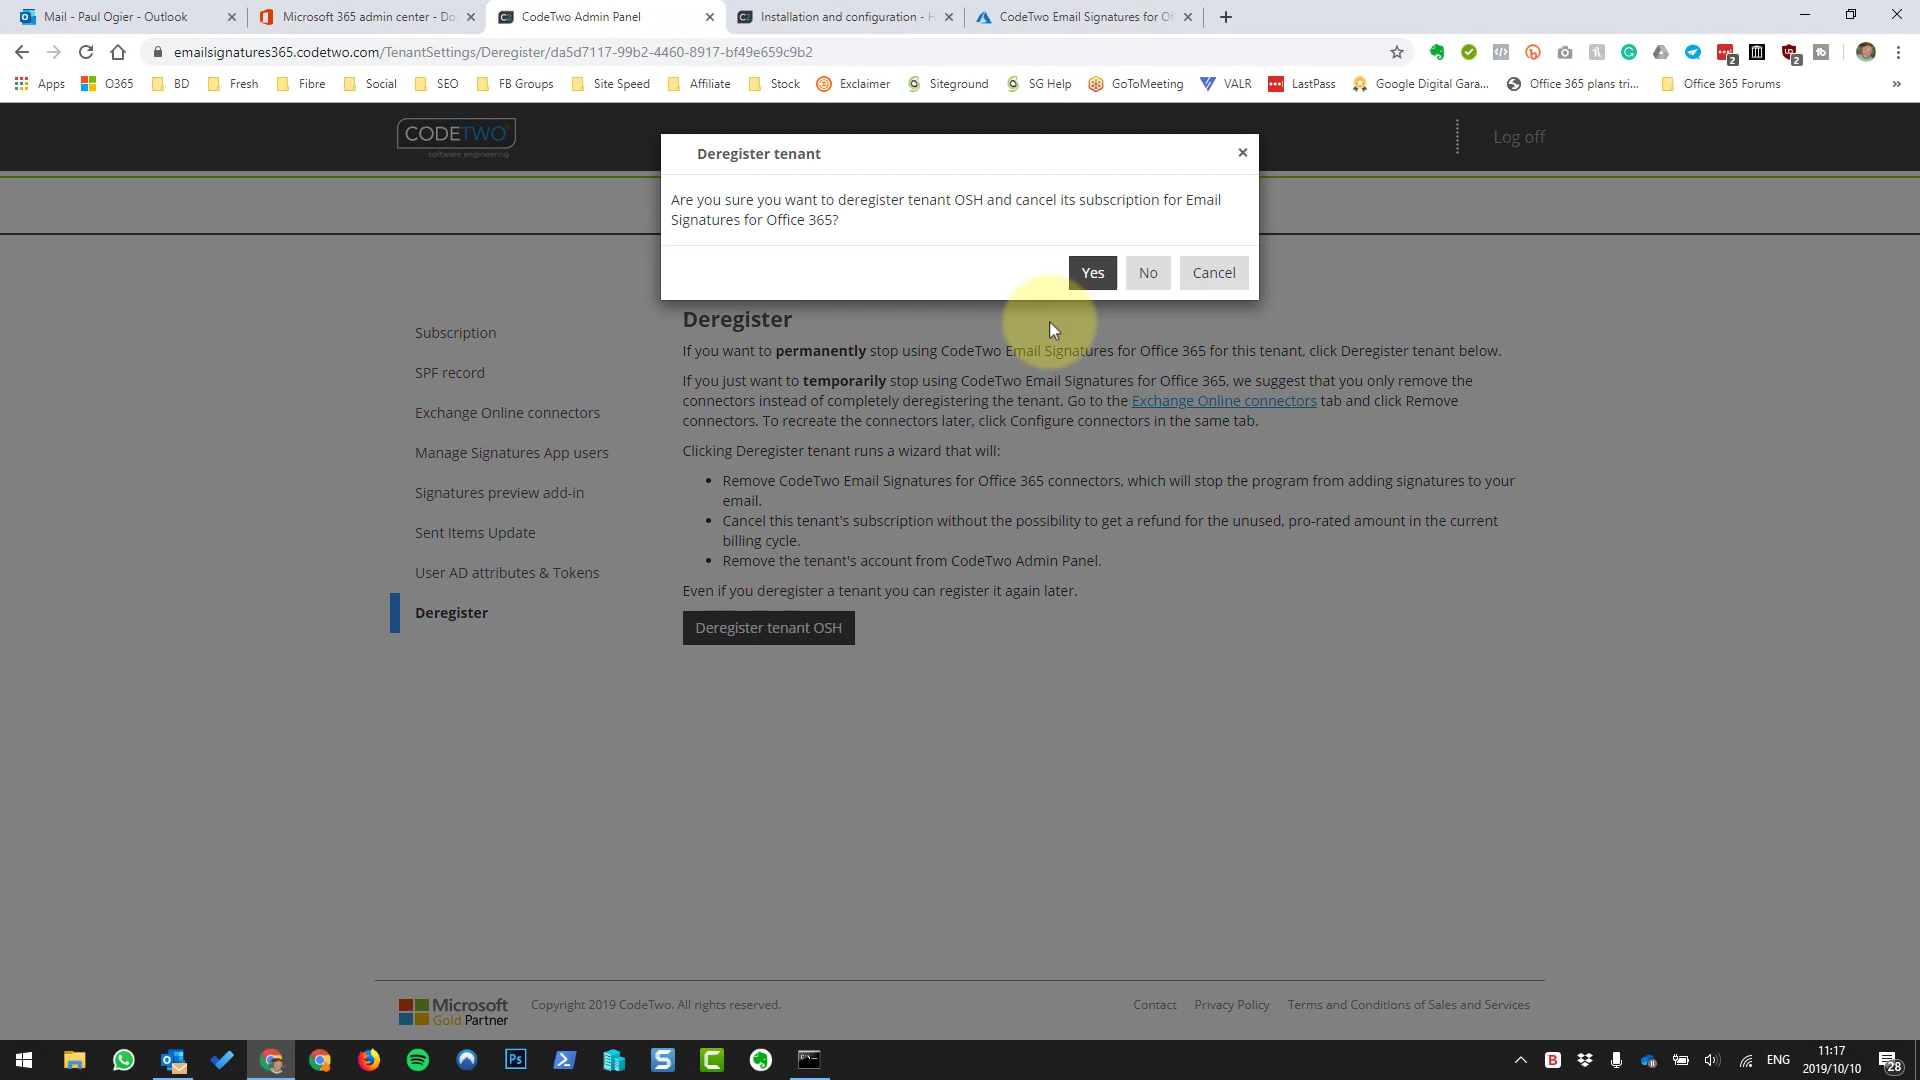 Mail - Paul Ogier - Outlook
Microsoft 365 admin center - Do
CodeTwo Admin Panel
Installation and configuration - H
CodeTwo Email Signatures for Of
emailsignatures365.codetwo.com/TenantSettings/Deregister/da5d7117-99b2-4460-8917-bf49e659c9b2
2
2
Apps O365 BD Fresh Fibre Social SEO FB Groups Site Speed Affiliate Stock Exclaimer Siteground SG Help GoToMeeting VALR LastPass Google Digital Gara... Office 365 plans tri... Office 365 Forums »
CODETWO®
software engineering
Log off
Deregister tenant
Are you sure you want to deregister tenant OSH and cancel its subscription for Email
Signatures for Office 365?
Yes No Cancel
Subscription
SPF record
Exchange Online connectors
Manage Signatures App users
Signatures preview add-in
Sent Items Update
User AD attributes & Tokens
Deregister
Deregister
If you want to permanently stop using CodeTwo Email Signatures for Office 365 for this tenant, click Deregister tenant below.
If you just want to temporarily stop using CodeTwo Email Signatures for Office 365, we suggest that you only remove the
connectors instead of completely deregistering the tenant. Go to the Exchange Online connectors tab and click Remove
connectors. To recreate the connectors later, click Configure connectors in the same tab.
Clicking Deregister tenant runs a wizard that will:
• Remove CodeTwo Email Signatures for Office 365 connectors, which will stop the program from adding signatures to your
email.
• Cancel this tenant's subscription without the possibility to get a refund for the unused, pro-rated amount in the current
billing cycle.
• Remove the tenant's account from CodeTwo Admin Panel.
Even if you deregister a tenant you can register it again later.
Deregister tenant OSH
Microsoft
Gold Partner
Copyright 2019 CodeTwo. All rights reserved.
Contact Privacy Policy Terms and Conditions of Sales and Services
Ps
ENG
11:17
2019/10/10
28